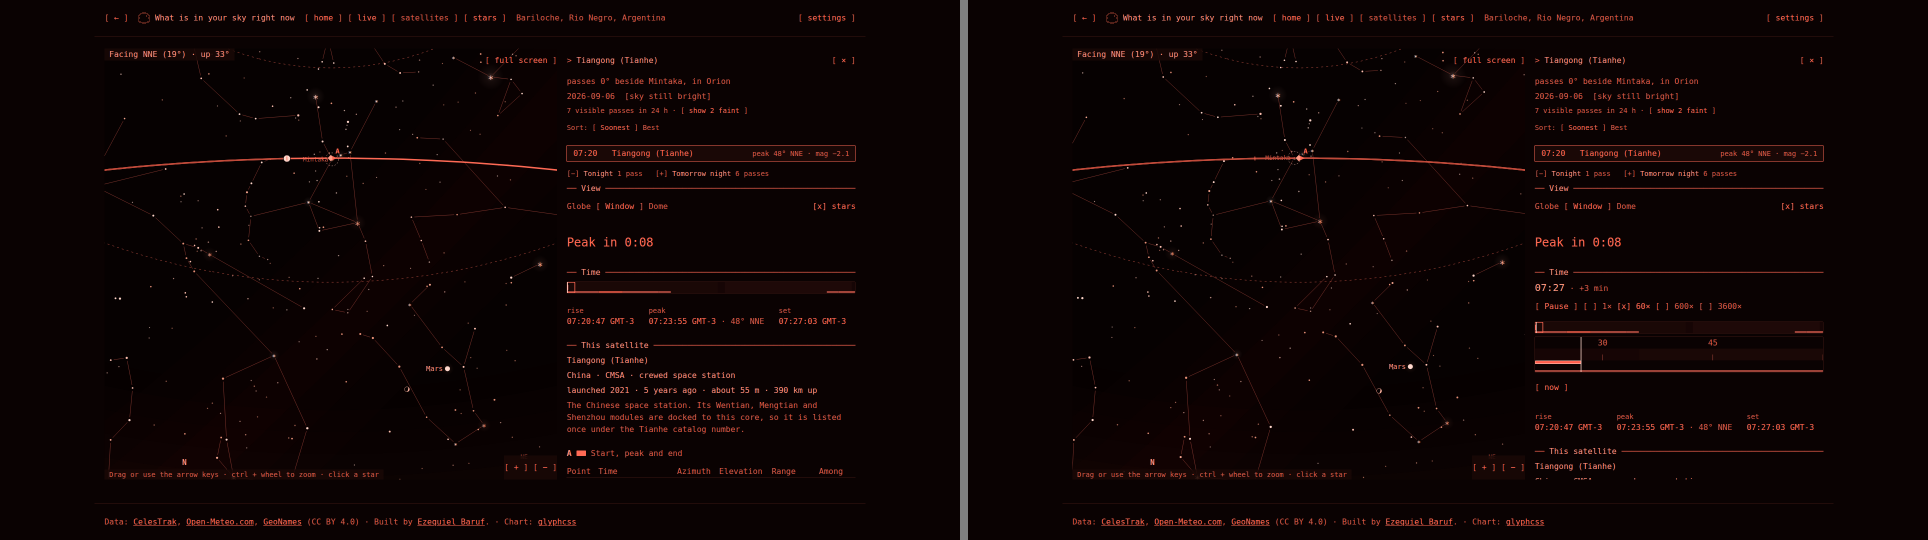 [ ← ] What is in your sky right now [ home ] [ live ] [ satellites ] [ stars ] Bariloche, Rio Negro, Argentina [ settings ]
Facing NNE (19°) · up 33°
[ full screen ]
Mintaka
A
Mars
N
Drag or use the arrow keys · ctrl + wheel to zoom · click a star
[ + ] [ − ]
> Tiangong (Tianhe) [ × ]
passes 0° beside Mintaka, in Orion
2026-09-06 [sky still bright]
7 visible passes in 24 h · [ show 2 faint ]
Sort: [ Soonest ] Best
07:20 Tiangong (Tianhe) peak 48° NNE · mag −2.1
[−] Tonight 1 pass [+] Tomorrow night 6 passes
View
Globe [ Window ] Dome [x] stars
Peak in 0:08
Time
rise peak set
07:20:47 GMT-3 07:23:55 GMT-3 · 48° NNE 07:27:03 GMT-3
This satellite
Tiangong (Tianhe)
China · CMSA · crewed space station
launched 2021 · 5 years ago · about 55 m · 390 km up
The Chinese space station. Its Wentian, Mengtian and
Shenzhou modules are docked to this core, so it is listed
once under the Tianhe catalog number.
A Start, peak and end
Point Time Azimuth Elevation Range Among
Data: CelesTrak, Open-Meteo.com, GeoNames (CC BY 4.0) · Built by Ezequiel Baruf. · Chart: glyphcss
[ ← ] What is in your sky right now [ home ] [ live ] [ satellites ] [ stars ] Bariloche, Rio Negro, Argentina [ settings ]
Facing NNE (19°) · up 33°
[ full screen ]
Mintaka
A
Mars
N
Drag or use the arrow keys · ctrl + wheel to zoom · click a star
[ + ] [ − ]
> Tiangong (Tianhe) [ × ]
passes 0° beside Mintaka, in Orion
2026-09-06 [sky still bright]
7 visible passes in 24 h · [ show 2 faint ]
Sort: [ Soonest ] Best
07:20 Tiangong (Tianhe) peak 48° NNE · mag −2.1
[−] Tonight 1 pass [+] Tomorrow night 6 passes
View
Globe [ Window ] Dome [x] stars
Peak in 0:08
Time
07:27 · +3 min
[ Pause ] [ ] 1× [x] 60× [ ] 600× [ ] 3600×
30 45
[ now ]
rise peak set
07:20:47 GMT-3 07:23:55 GMT-3 · 48° NNE 07:27:03 GMT-3
This satellite
Tiangong (Tianhe)
Data: CelesTrak, Open-Meteo.com, GeoNames (CC BY 4.0) · Built by Ezequiel Baruf. · Chart: glyphcss